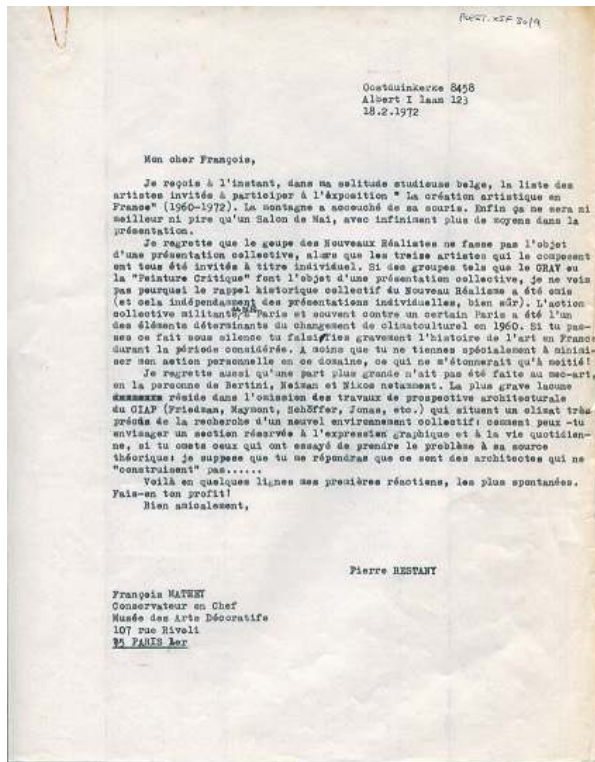 PREST.XSF 30/9
Oostduinkerke 8458
Albert I laan 123
18.2.1972
Mon cher François,
Je reçois à l'instant, dans ma solitude studieuse belge, la liste des
artistes invités à participer à l'éxposition " La création artistique en
France" (1960-1972). La montagne a accouché de sa souris. Enfin ça ne sera ni
meilleur ni pire qu'un Salon de Mai, avec infiniment plus de moyens dans la
présentation.
Je regrette que le goupe des Nouveaux Réalistes ne fasse pas l'objet
d'une présentation collective, alors que les treize artistes qui le composent
ont tous été invités à titre individuel. Si des groupes tels que le GRAV ou
la "Peinture Critique" font l'objet d'une présentation collective, je ne vois
pas pourquoi le rappel historique collectif du Nouveau Réalisme a été omis
(et cela indépendamment des présentations individuelles, bien sûr). L'action
collective militante à Paris et souvent contre un certain Paris a été l'un
des éléments déterminants du changement de climatculturel en 1960. Si tu pas-
ses ce fait sous silence tu falsifies gravement l'histoire de l'art en France
durant la période considérée. A moins que tu ne tiennes spécialement à minimi-
ser mon action personnelle en ce domaine, ce qui ne m'étonnerait qu'à moitié!
Je regrette aussi qu'une part plus grande n'ait pas été faite au mec-art,
en la personne de Bertini, Neiman et Nikos notamment. La plus grave lacune
réside dans l'omission des travaux de prospective architecturale
du GIAP (Friedman, Maymont, Schöffer, Jonas, etc.) qui situent un climat très
précis de la recherche d'un nouvel environnement collectif: comment peux -tu
envisager un section réservée à l'expression graphique et à la vie quotidien-
ne, si tu omets ceux qui ont essayé de prendre le problème à sa source
théorique: je suppose que tu me répondras que ce sont des architectes qui ne
"construisent" pas......
Voilà en quelques lignes mes premières réactions, les plus spontanées.
Fais-en ton profit!
Bien amicalement,
Pierre RESTANY
François MATHEY
Conservateur en Chef
Musée des Arts Décoratifs
107 rue Rivoli
75 PARIS 1er